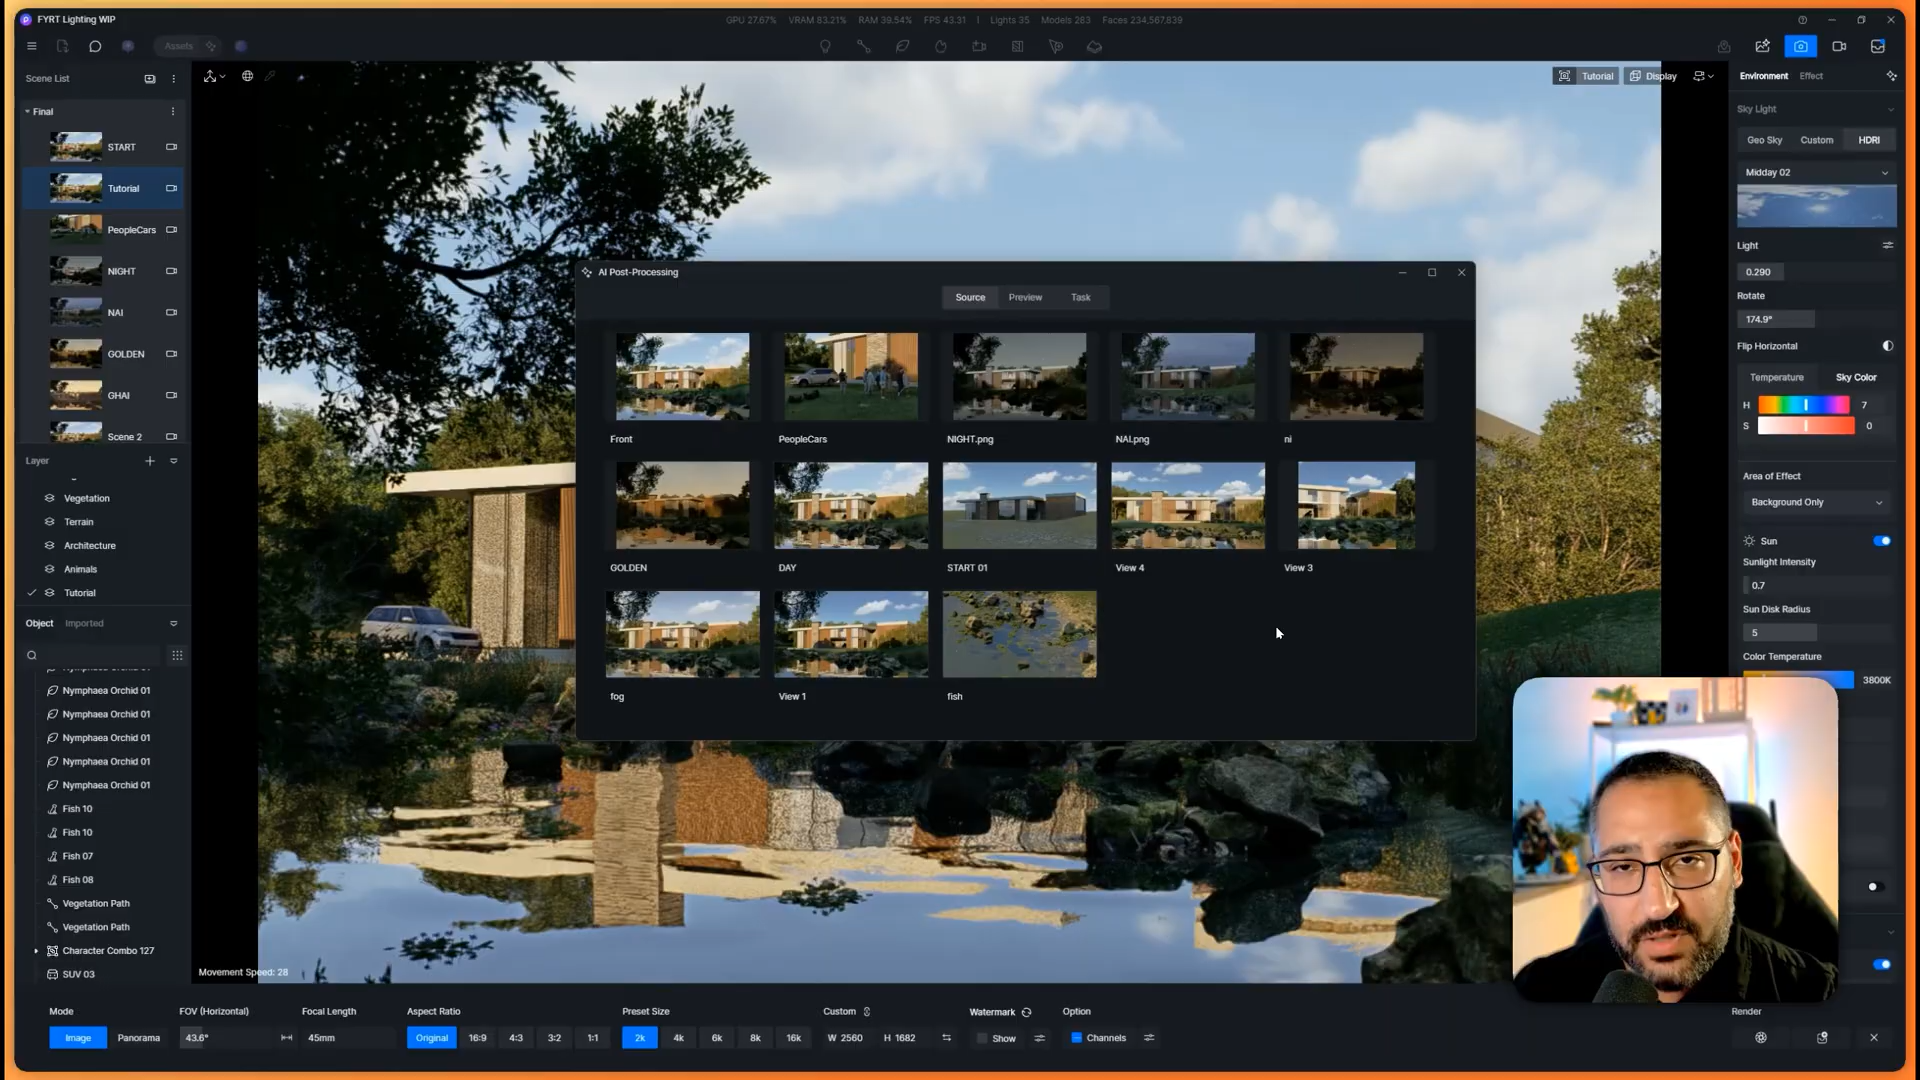 FYRT Lighting WIP
GPU 27.67% VRAM 83.21% RAM 39.54% FPS 43.31 | Lights 35 Models 283 Faces 234,567,839
Assets
Scene List
Tutorial
Display
Environment
Effect
Final
START
Tutorial
PeopleCars
NIGHT
NAI
GOLDEN
GHAI
Scene 2
Layer
Vegetation
Terrain
Architecture
Animals
Tutorial
Object
Imported
Nymphaea Orchid 01
Nymphaea Orchid 01
Nymphaea Orchid 01
Nymphaea Orchid 01
Nymphaea Orchid 01
Fish 10
Fish 10
Fish 07
Fish 08
Vegetation Path
Vegetation Path
Character Combo 127
SUV 03
AI Post-Processing
Source
Preview
Task
Front
PeopleCars
NIGHT.png
NAI.png
ni
GOLDEN
DAY
START 01
View 4
View 3
fog
View 1
fish
Sky Light
Geo Sky
Custom
HDRI
Midday 02
Light
0.290
Rotate
174.9°
Flip Horizontal
Temperature
Sky Color
H 7
S 0
Area of Effect
Background Only
Sun
Sunlight Intensity
0.7
Sun Disk Radius
5
Color Temperature
3800K
Movement Speed: 28
Mode
FOV (Horizontal)
Focal Length
Aspect Ratio
Preset Size
Custom
Watermark
Option
Render
Image
Panorama
43.6°
45mm
Original
16:9
4:3
3:2
1:1
2k
4k
6k
8k
16k
W 2560
H 1682
Show
Channels